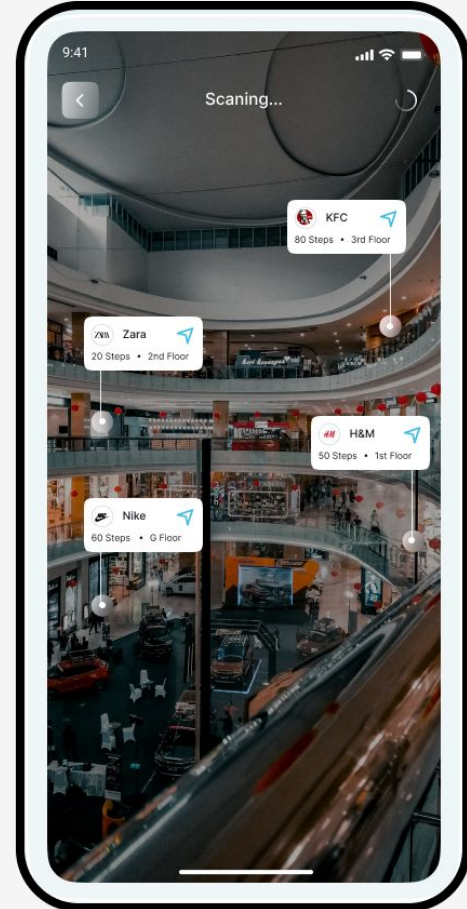 9:41
Scaning...
KFC
80 Steps • 3rd Floor
ZARA Zara
20 Steps • 2nd Floor
H&M H&M
50 Steps • 1st Floor
Nike
60 Steps • G Floor